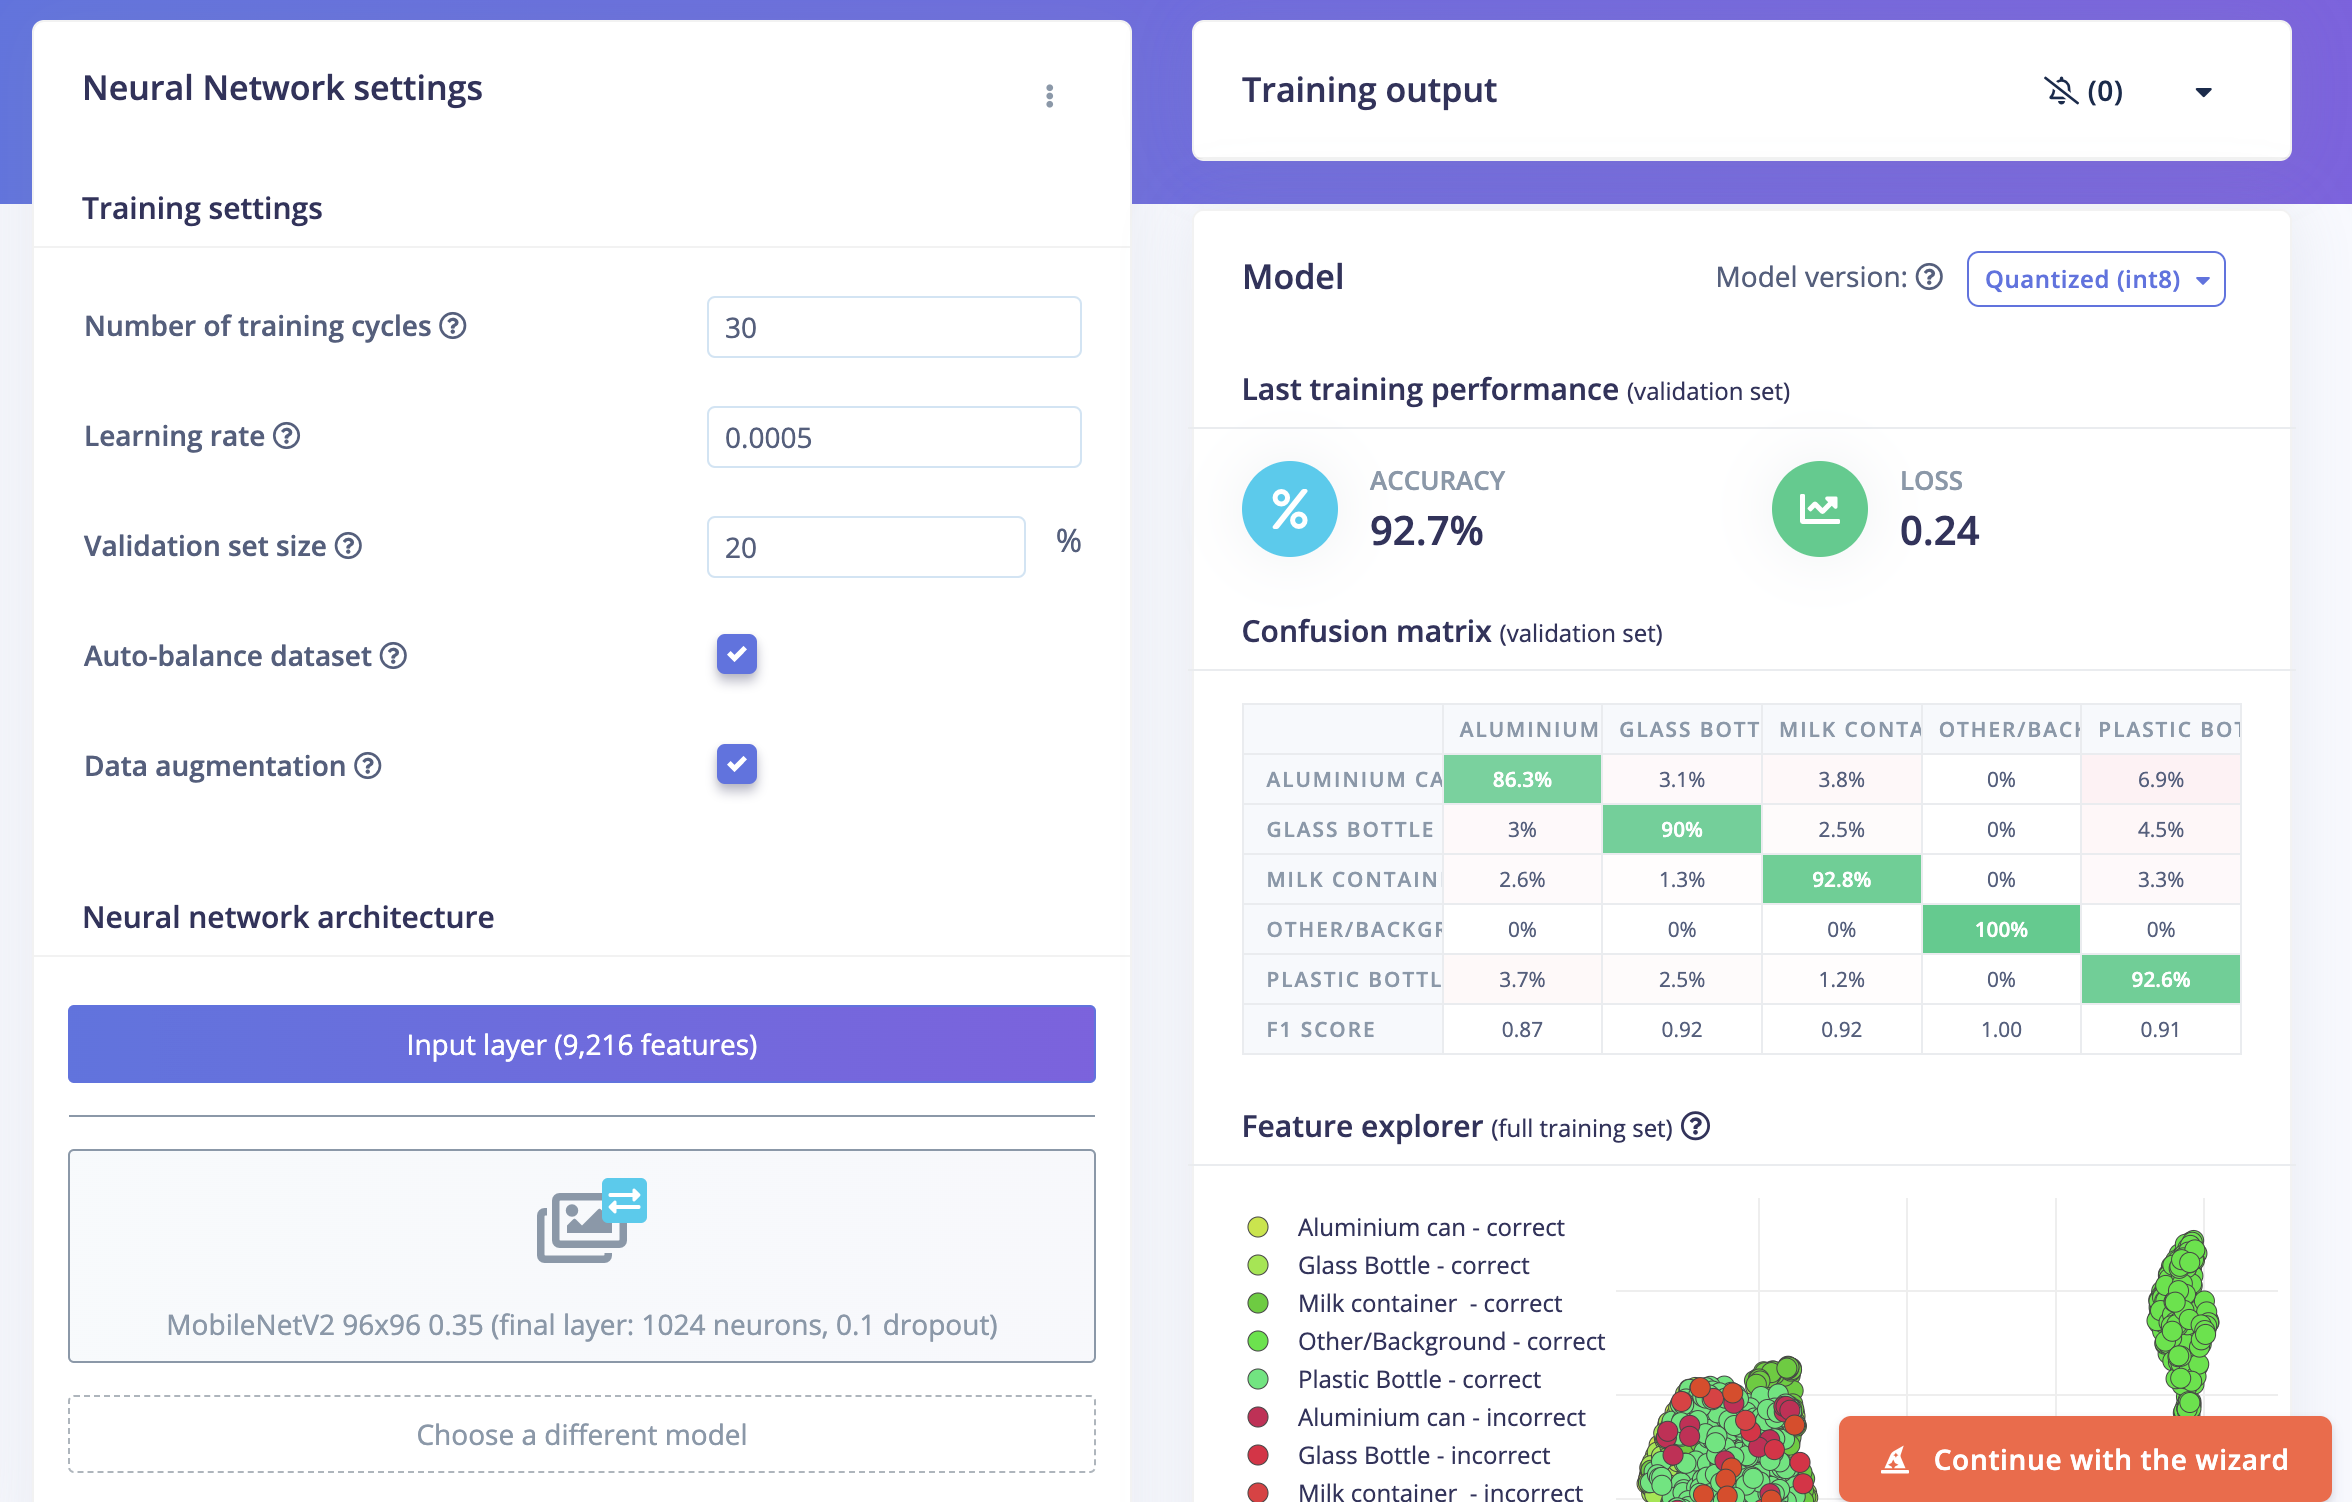 Neural Network settings
Training settings
Number of training cycles ?
30
Learning rate ?
0.0005
Validation set size ?
20
%
Auto-balance dataset ?
Data augmentation ?
Neural network architecture
Input layer (9,216 features)
MobileNetV2 96x96 0.35 (final layer: 1024 neurons, 0.1 dropout)
Choose a different model
Training output
(0)
Model
Model version: ?
Quantized (int8)
Last training performance (validation set)
%
ACCURACY
92.7%
LOSS
0.24
Confusion matrix (validation set)
ALUMINIUM GLASS BOTT MILK CONTA OTHER/BACK PLASTIC BOT
ALUMINIUM CA 86.3% 3.1% 3.8% 0% 6.9%
GLASS BOTTLE 3% 90% 2.5% 0% 4.5%
MILK CONTAIN 2.6% 1.3% 92.8% 0% 3.3%
OTHER/BACKGR 0% 0% 0% 100% 0%
PLASTIC BOTTL 3.7% 2.5% 1.2% 0% 92.6%
F1 SCORE 0.87 0.92 0.92 1.00 0.91
Feature explorer (full training set) ?
Aluminium can - correct
Glass Bottle - correct
Milk container - correct
Other/Background - correct
Plastic Bottle - correct
Aluminium can - incorrect
Glass Bottle - incorrect
Milk container - incorrect
Continue with the wizard